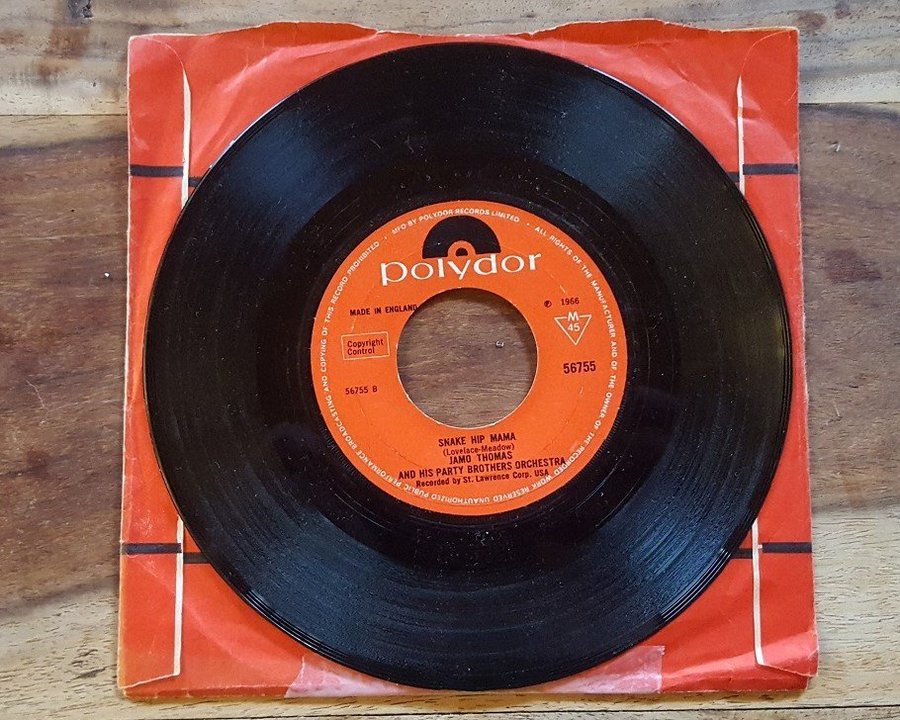 MFD BY POLYDOR RECORDS LIMITED · ALL RIGHTS OF THE MANUFACTURER AND OF THE OWNER OF THE RECORDED WORK RESERVED UNAUTHORIZED PUBLIC PERFORMANCE BROADCASTING AND COPYING OF THIS RECORD PROHIBITED ·
polydor
MADE IN ENGLAND
℗ 1966
M
45
Copyright
Control
56755
56755 B
SNAKE HIP MAMA
(Lovelace-Meadow)
JAMO THOMAS
AND HIS PARTY BROTHERS ORCHESTRA
Recorded by St. Lawrence Corp. USA